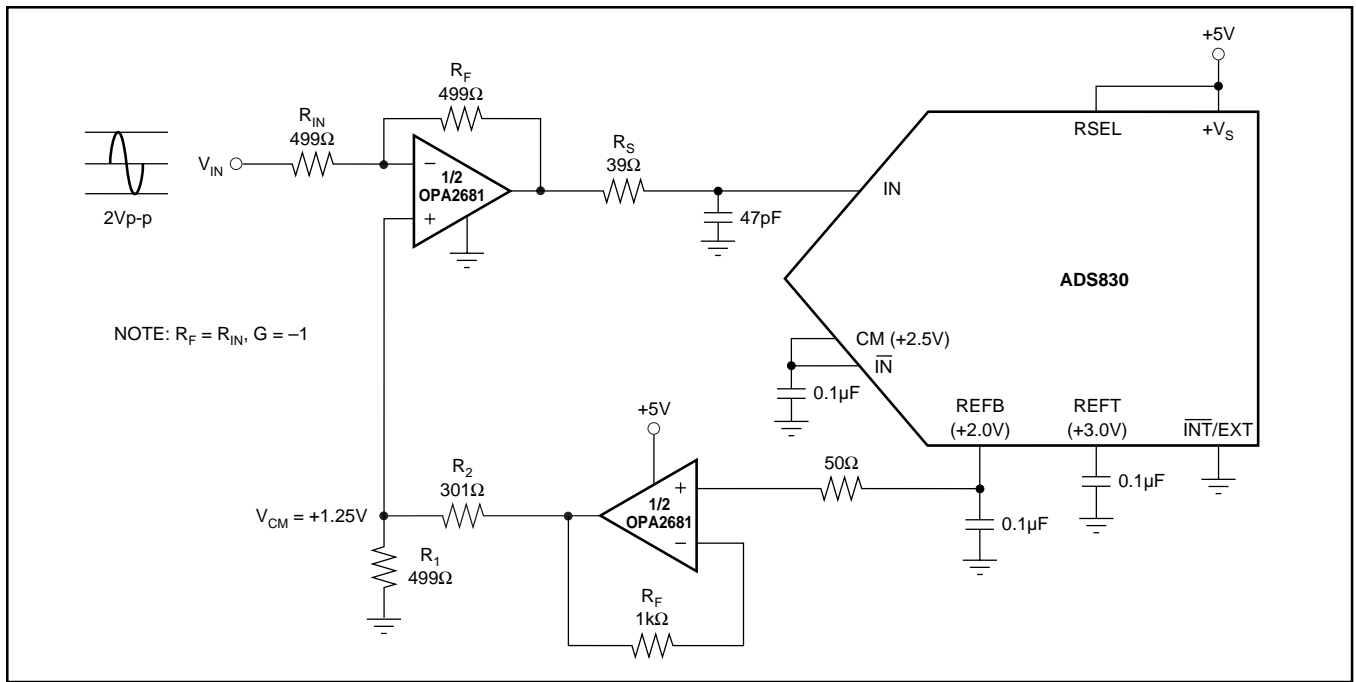 +5V
R_F
499Ω
R_IN
499Ω
RSEL
+V_S
V_IN
–
1/2
OPA2681
+
R_S
39Ω
IN
2Vp-p
47pF
ADS830
NOTE: R_F = R_IN, G = –1
CM (+2.5V)
I̅N̅
0.1µF
+5V
REFB
(+2.0V)
REFT
(+3.0V)
I̅N̅T̅/EXT
R_2
301Ω
50Ω
+
1/2
OPA2681
–
0.1µF
V_CM = +1.25V
0.1µF
R_1
499Ω
R_F
1kΩ